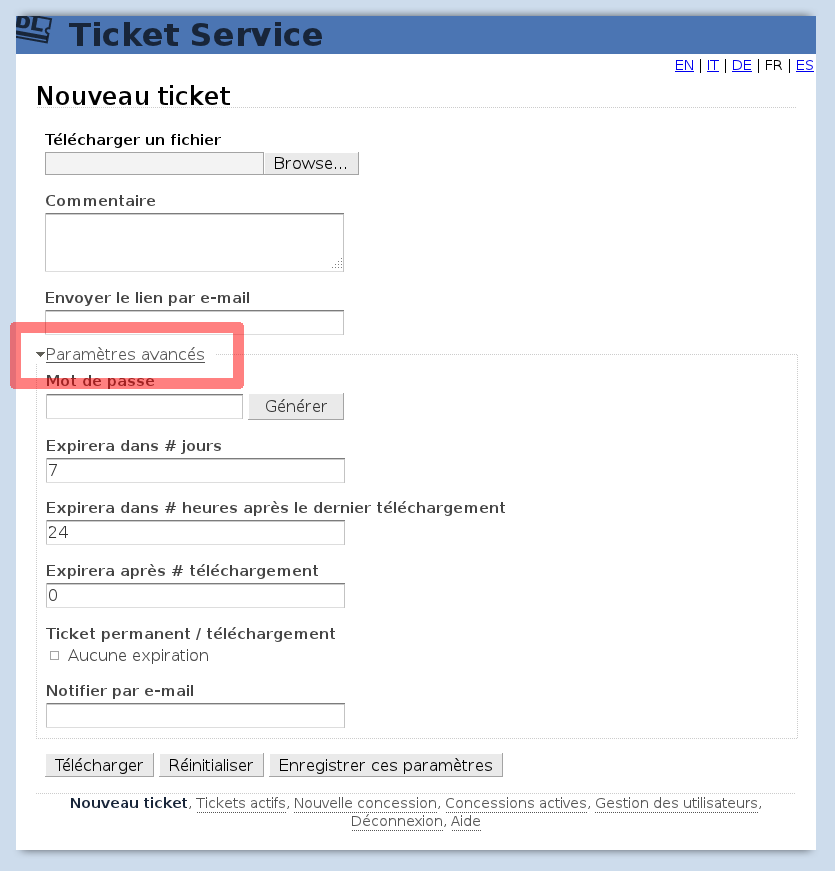 DL Ticket Service
EN | IT | DE | FR | ES
Nouveau ticket
Télécharger un fichier
Browse...
Commentaire
Envoyer le lien par e-mail
Paramètres avancés
Mot de passe
Générer
Expirera dans # jours
7
Expirera dans # heures après le dernier téléchargement
24
Expirera après # téléchargement
0
Ticket permanent / téléchargement
Aucune expiration
Notifier par e-mail
Télécharger Réinitialiser Enregistrer ces paramètres
Nouveau ticket, Tickets actifs, Nouvelle concession, Concessions actives, Gestion des utilisateurs,
Déconnexion, Aide